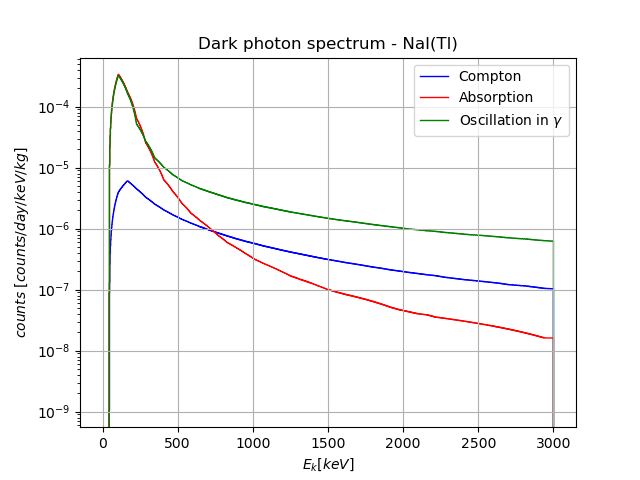 Dark photon spectrum - NaI(Tl)
Compton
Absorption
Oscillation in γ
counts [counts/day/keV/kg]
10⁻⁴
10⁻⁵
10⁻⁶
10⁻⁷
10⁻⁸
10⁻⁹
0 500 1000 1500 2000 2500 3000
Eₖ[keV]